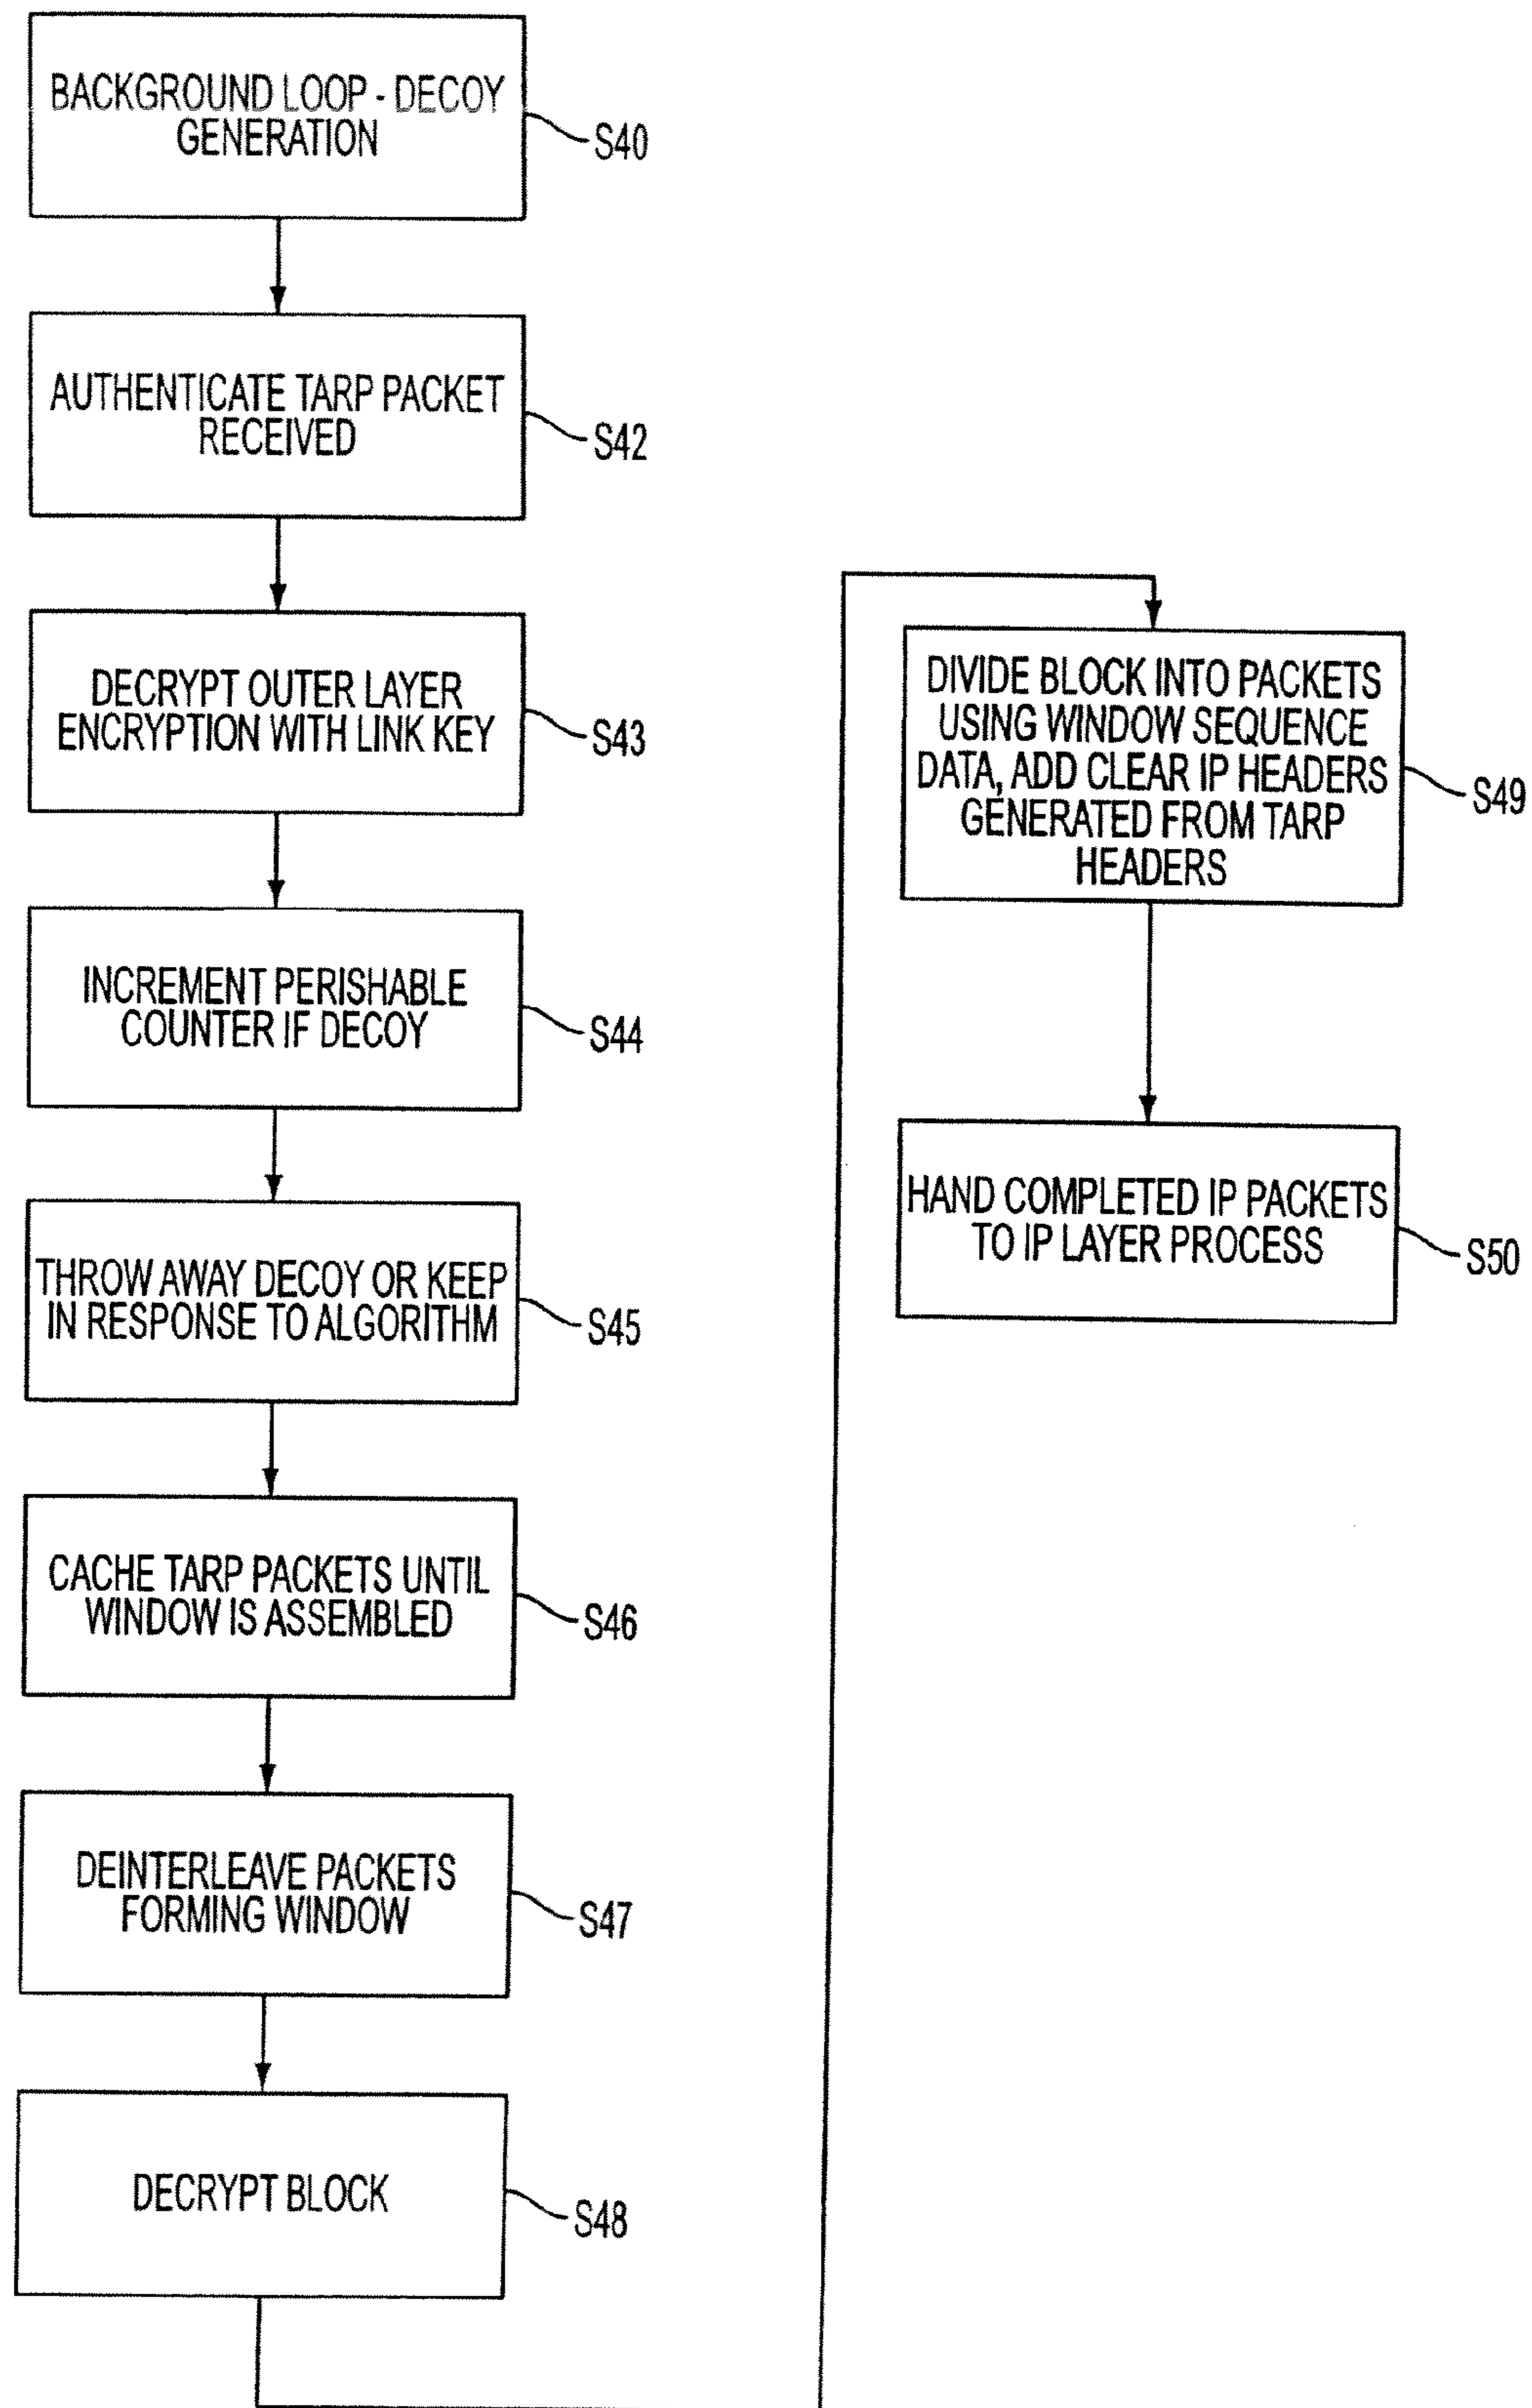 BACKGROUND LOOP - DECOY
GENERATION
S40
AUTHENTICATE TARP PACKET
RECEIVED
S42
DECRYPT OUTER LAYER
ENCRYPTION WITH LINK KEY
S43
INCREMENT PERISHABLE
COUNTER IF DECOY
S44
THROW AWAY DECOY OR KEEP
IN RESPONSE TO ALGORITHM
S45
CACHE TARP PACKETS UNTIL
WINDOW IS ASSEMBLED
S46
DEINTERLEAVE PACKETS
FORMING WINDOW
S47
DECRYPT BLOCK
S48
DIVIDE BLOCK INTO PACKETS
USING WINDOW SEQUENCE
DATA, ADD CLEAR IP HEADERS
GENERATED FROM TARP
HEADERS
S49
HAND COMPLETED IP PACKETS
TO IP LAYER PROCESS
S50